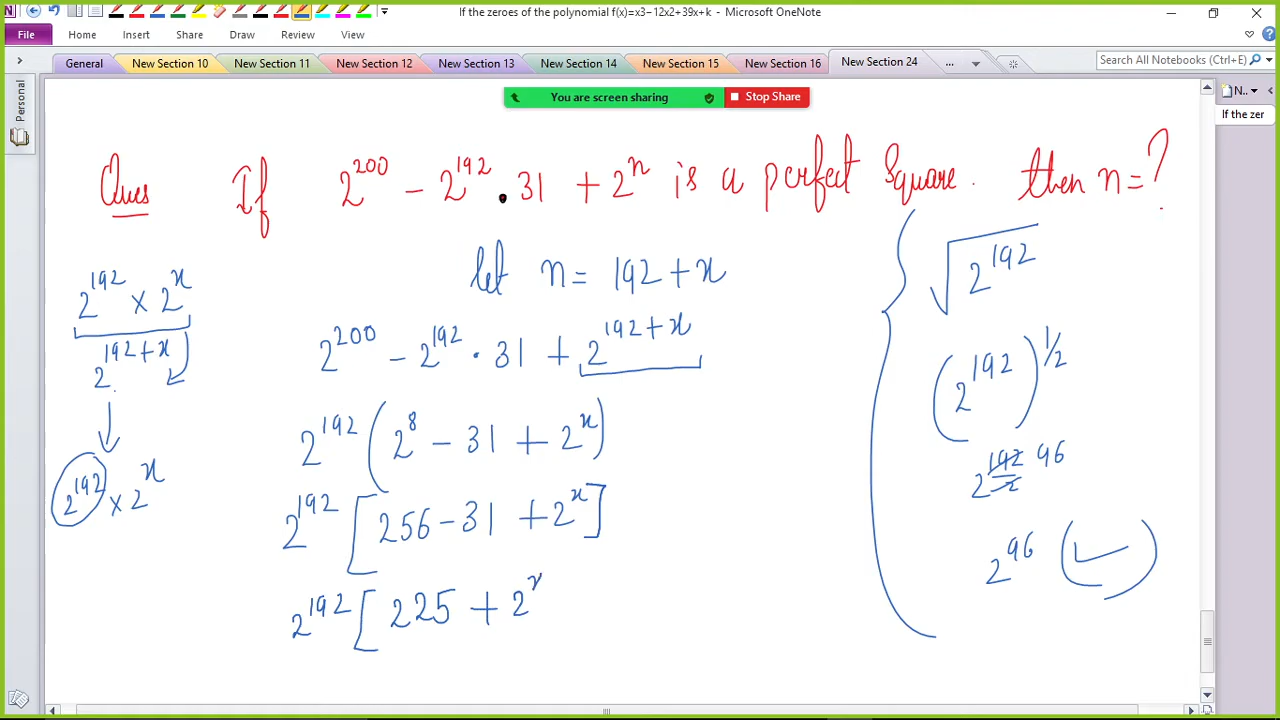 If the zeroes of the polynomial f(x)=x3−12x2+39x+k - Microsoft OneNote
File Home Insert Share Draw Review View
General New Section 10 New Section 11 New Section 12 New Section 13 New Section 14 New Section 15 New Section 16 New Section 24 ... Search All Notebooks (Ctrl+E)
You are screen sharing Stop Share
N..
If the zer
Personal
Ques If 2^200 − 2^192 · 31 + 2^n is a perfect Square. then n = ?
let n = 192 + x
2^192 × 2^x
2^192+x
2^192 × 2^x
2^200 − 2^192 · 31 + 2^192+x
2^192 (2^8 − 31 + 2^x)
2^192 [256 − 31 + 2^x]
2^192 [225 + 2^x
√2^192
(2^192)^1/2
2^192/2 96
2^96 ( )